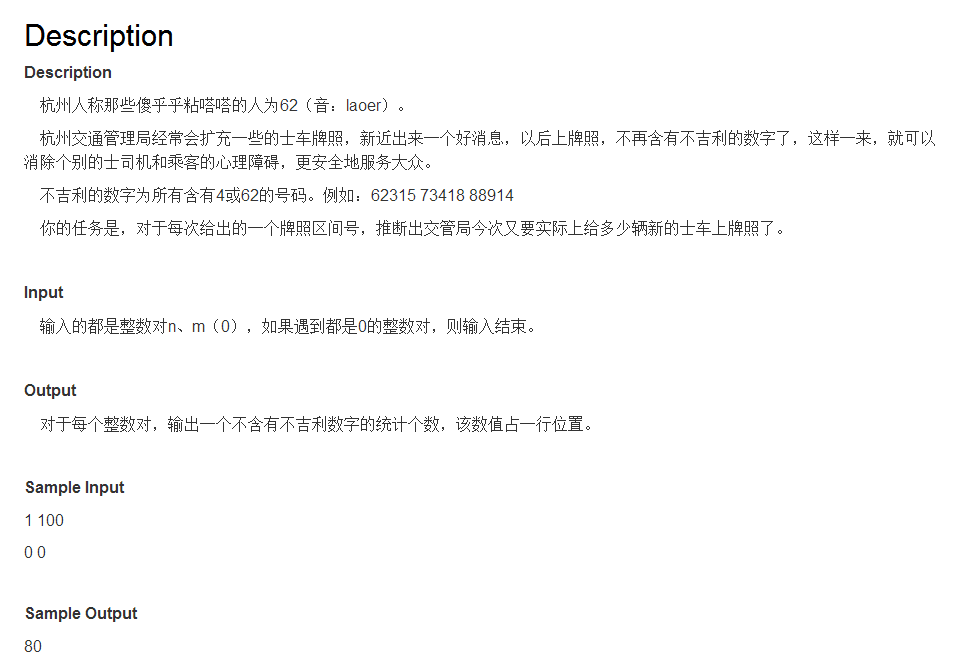 Description
Description
杭州人称那些傻乎乎粘嗒嗒的人为62（音：laoer）。
杭州交通管理局经常会扩充一些的士车牌照，新近出来一个好消息，以后上牌照，不再含有不吉利的数字了，这样一来，就可以
消除个别的士司机和乘客的心理障碍，更安全地服务大众。
不吉利的数字为所有含有4或62的号码。例如：62315 73418 88914
你的任务是，对于每次给出的一个牌照区间号，推断出交管局今次又要实际上给多少辆新的士车上牌照了。
Input
输入的都是整数对n、m（0），如果遇到都是0的整数对，则输入结束。
Output
对于每个整数对，输出一个不含有不吉利数字的统计个数，该数值占一行位置。
Sample Input
1 100
0 0
Sample Output
80